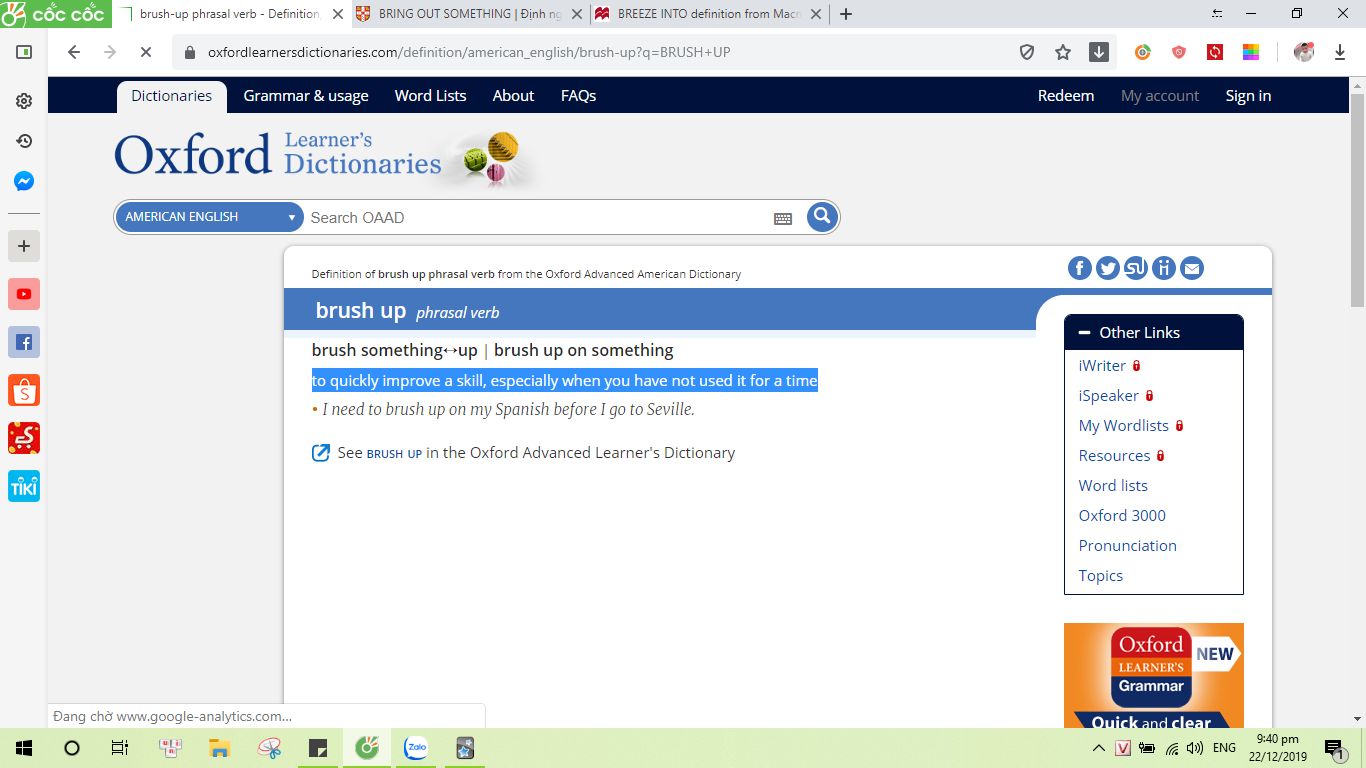 cốc cốc
brush-up phrasal verb - Definition,
BRING OUT SOMETHING | Định ng
BREEZE INTO definition from Macm
oxfordlearnersdictionaries.com/definition/american_english/brush-up?q=BRUSH+UP
Dictionaries
Grammar & usage
Word Lists
About
FAQs
Redeem
My account
Sign in
Oxford Learner's
Dictionaries
AMERICAN ENGLISH
Search OAAD
Definition of brush up phrasal verb from the Oxford Advanced American Dictionary
brush up phrasal verb
brush something↔up | brush up on something
to quickly improve a skill, especially when you have not used it for a time
• I need to brush up on my Spanish before I go to Seville.
See BRUSH UP in the Oxford Advanced Learner's Dictionary
Other Links
iWriter
iSpeaker
My Wordlists
Resources
Word lists
Oxford 3000
Pronunciation
Topics
Oxford
LEARNER'S
Grammar
NEW
Quick and clear
TIKI
Đang chờ www.google-analytics.com...
Zalo
V
ENG
9:40 pm
22/12/2019
1